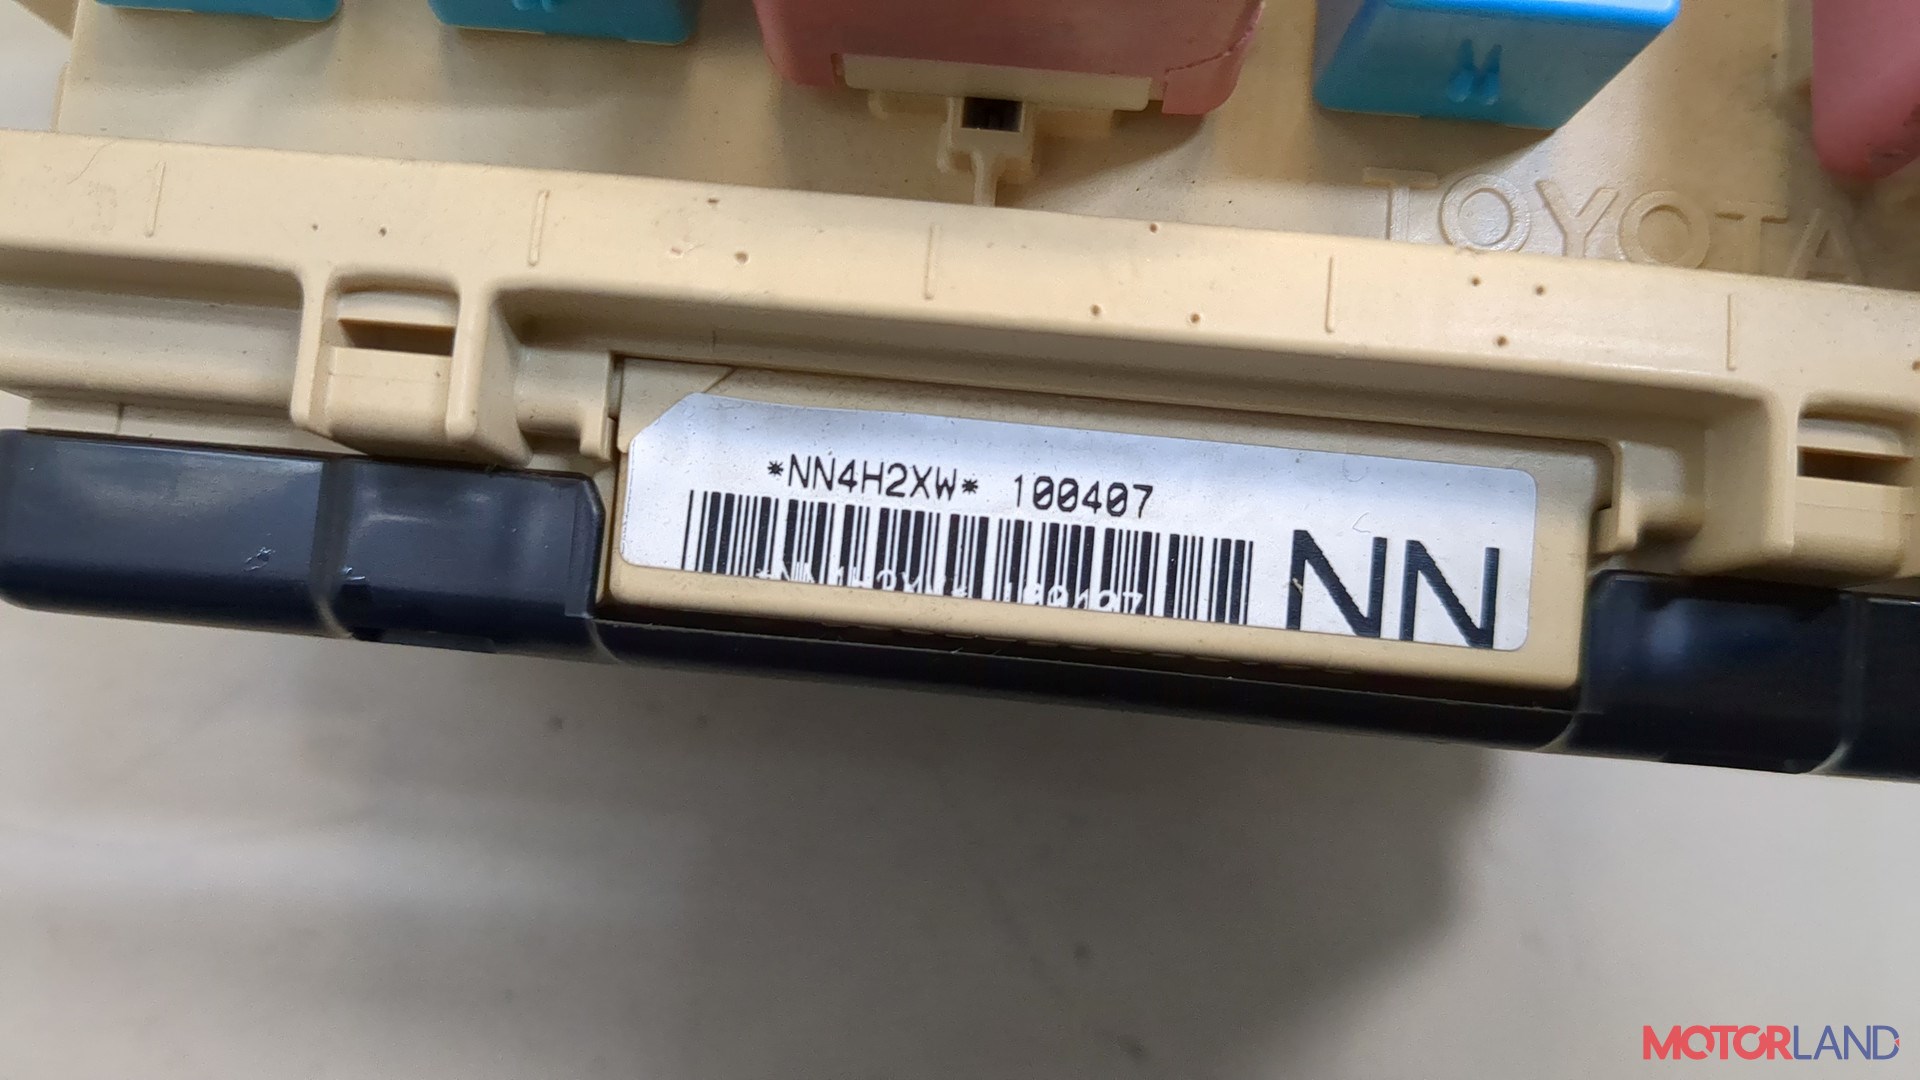 TOYOTA
*NN4H2XW* 100407
NN
MOTORLAND